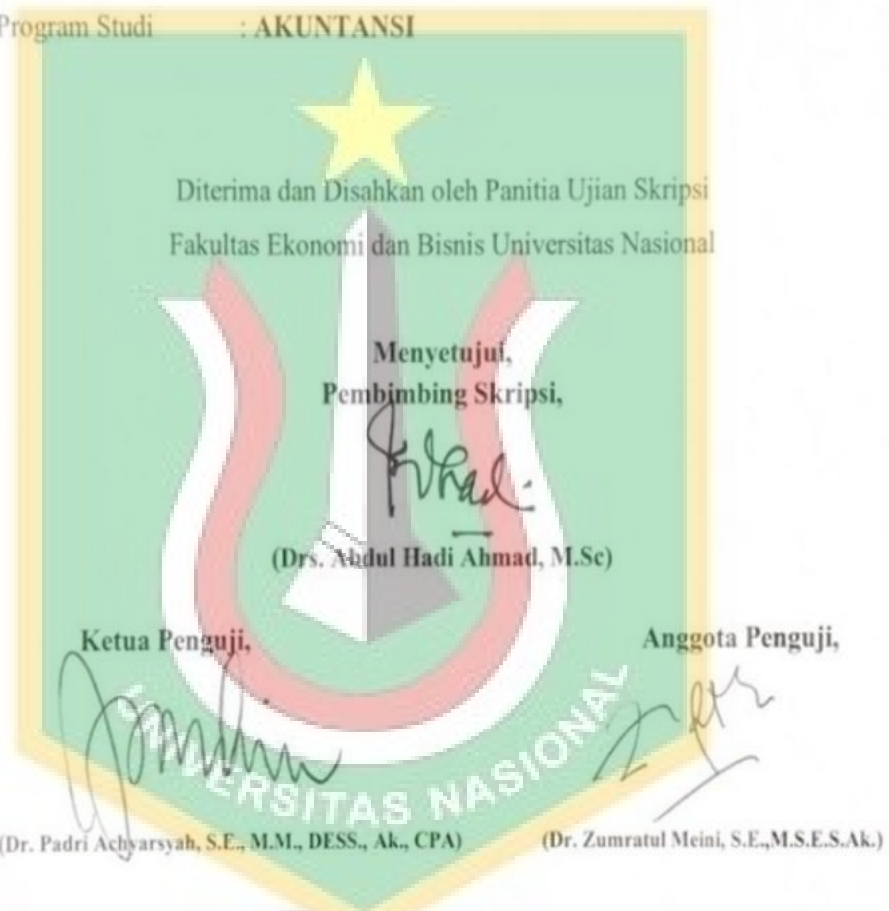 Program Studi : AKUNTANSI
Diterima dan Disahkan oleh Panitia Ujian Skripsi
Fakultas Ekonomi dan Bisnis Universitas Nasional
Menyetujui,
Pembimbing Skripsi,
(Drs. Abdul Hadi Ahmad, M.Sc)
Ketua Penguji,
Anggota Penguji,
UNIVERSITAS NASIONAL
(Dr. Padri Achyarsyah, S.E., M.M., DESS., Ak., CPA)
(Dr. Zumratul Meini, S.E.,M.S.E.S.Ak.)